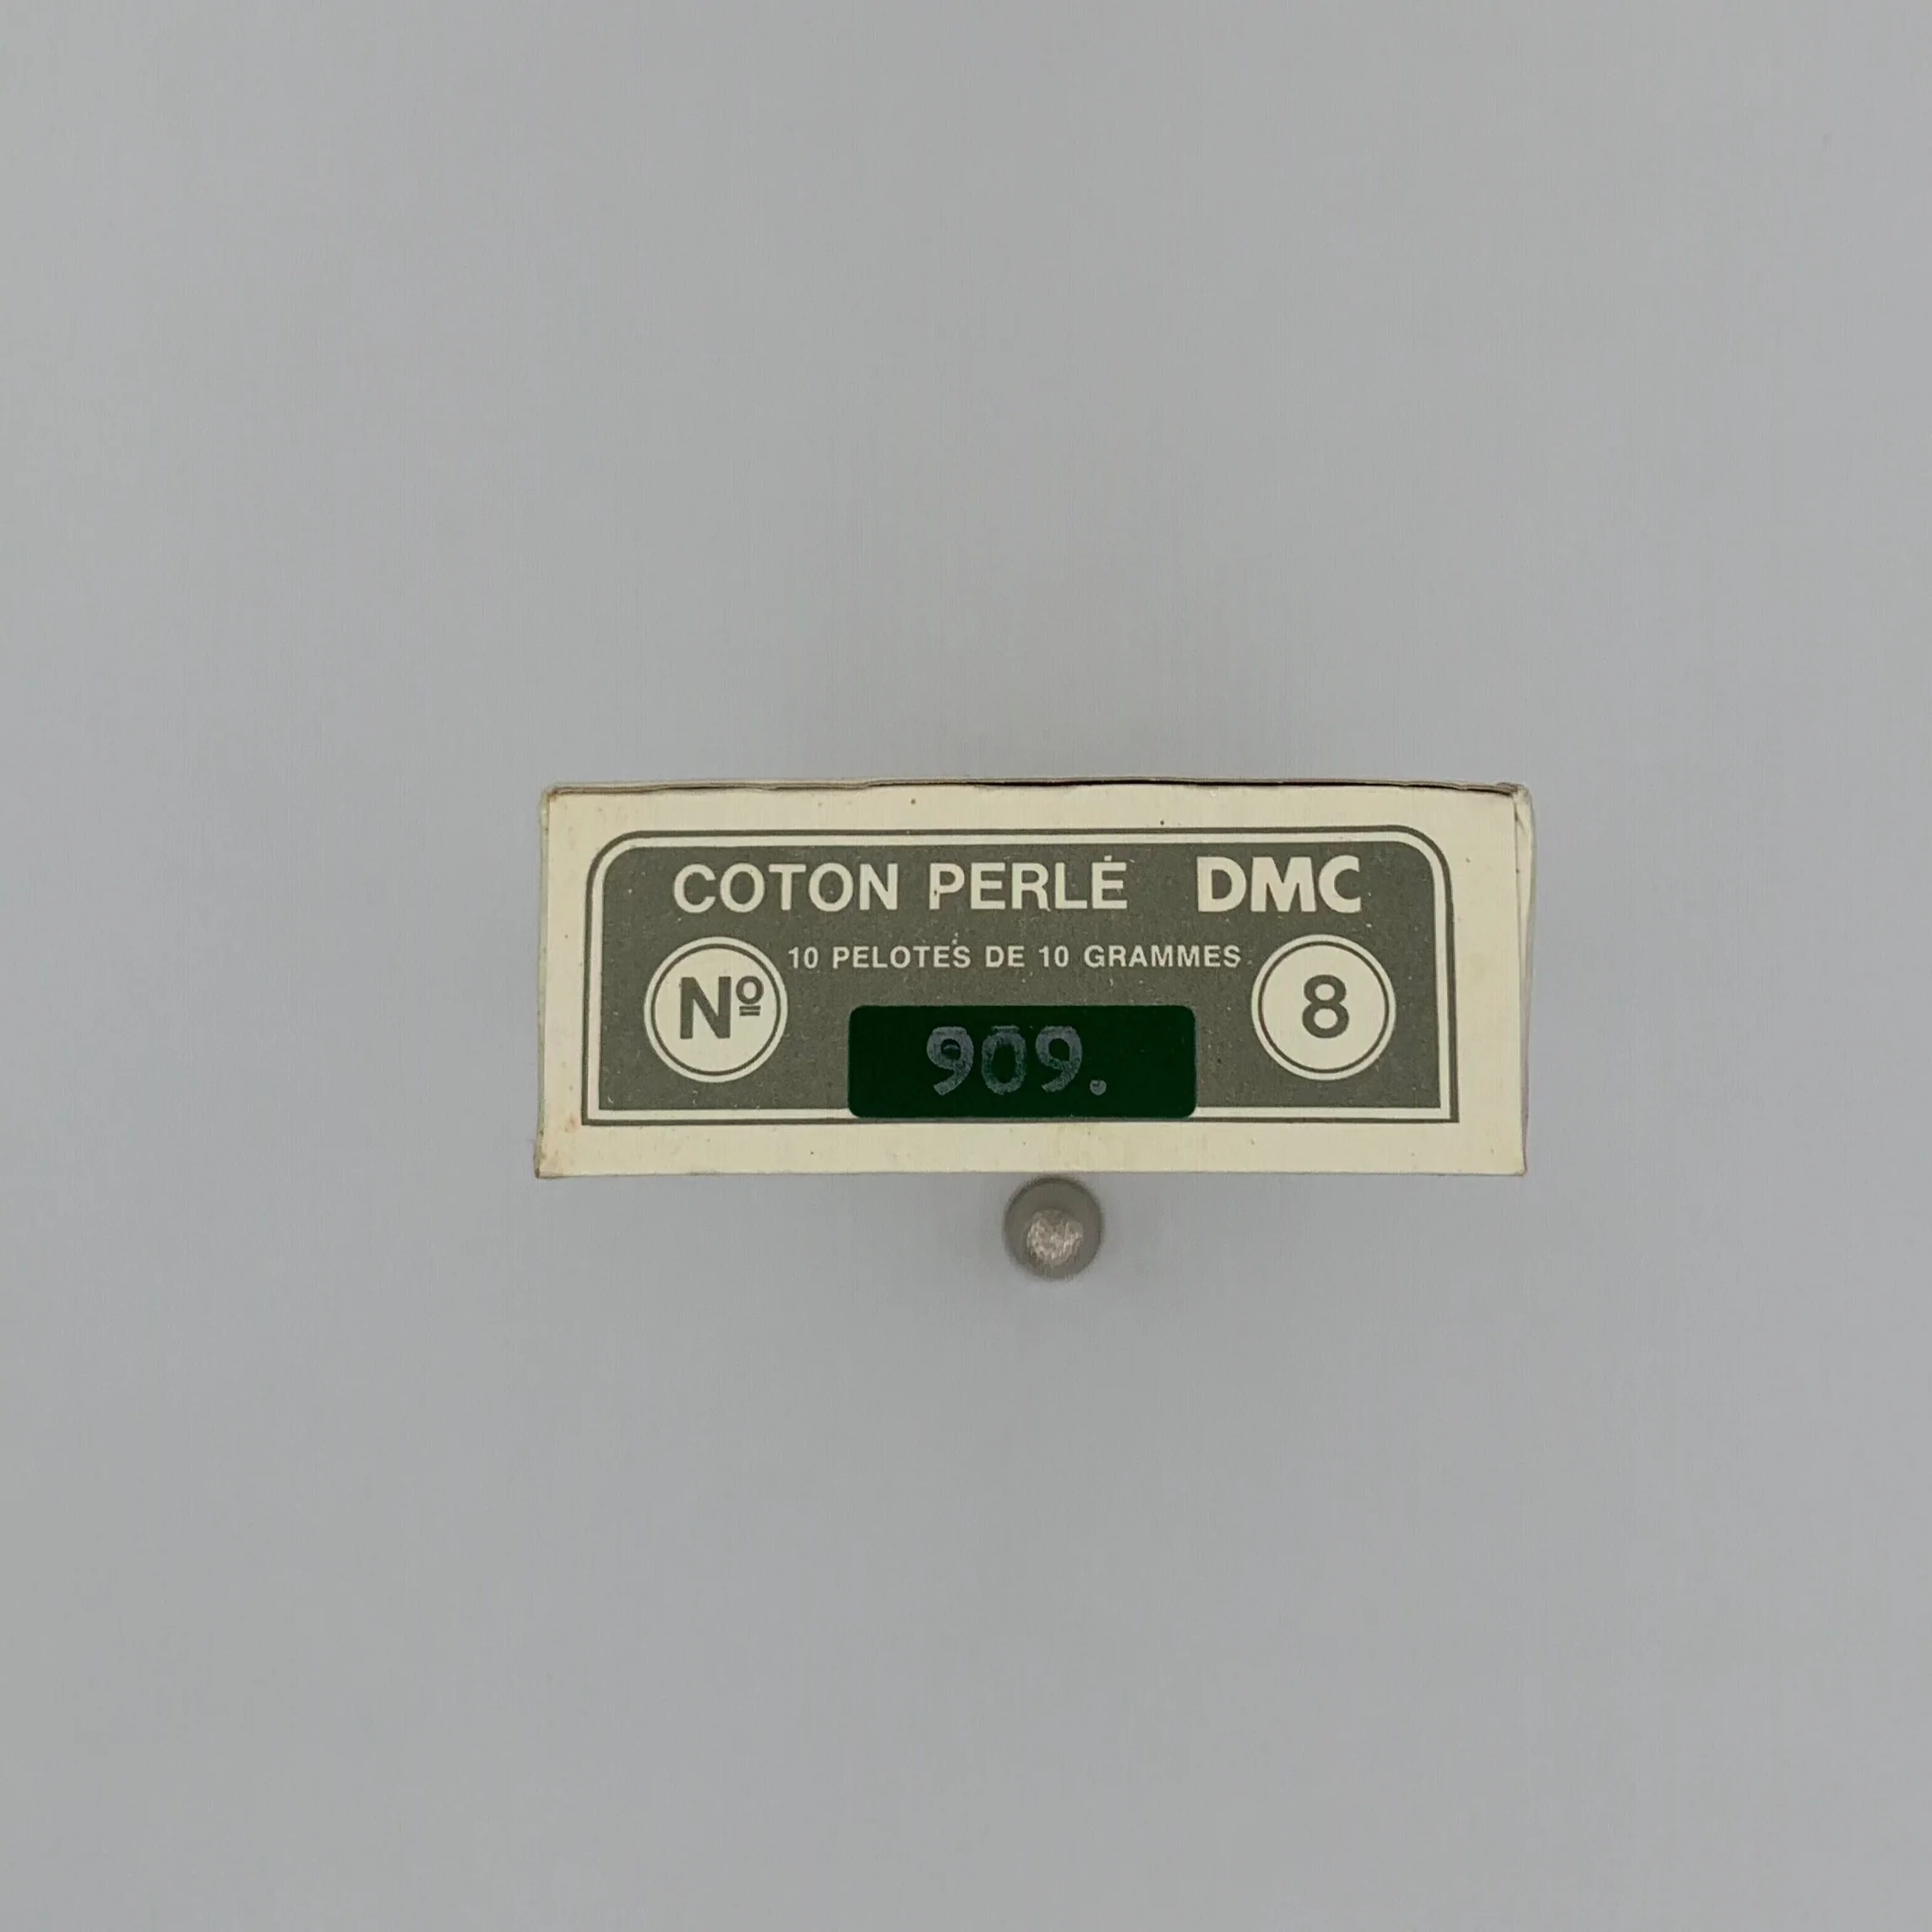 COTON PERLÉ DMC
10 PELOTES DE 10 GRAMMES
Nº 8
909.